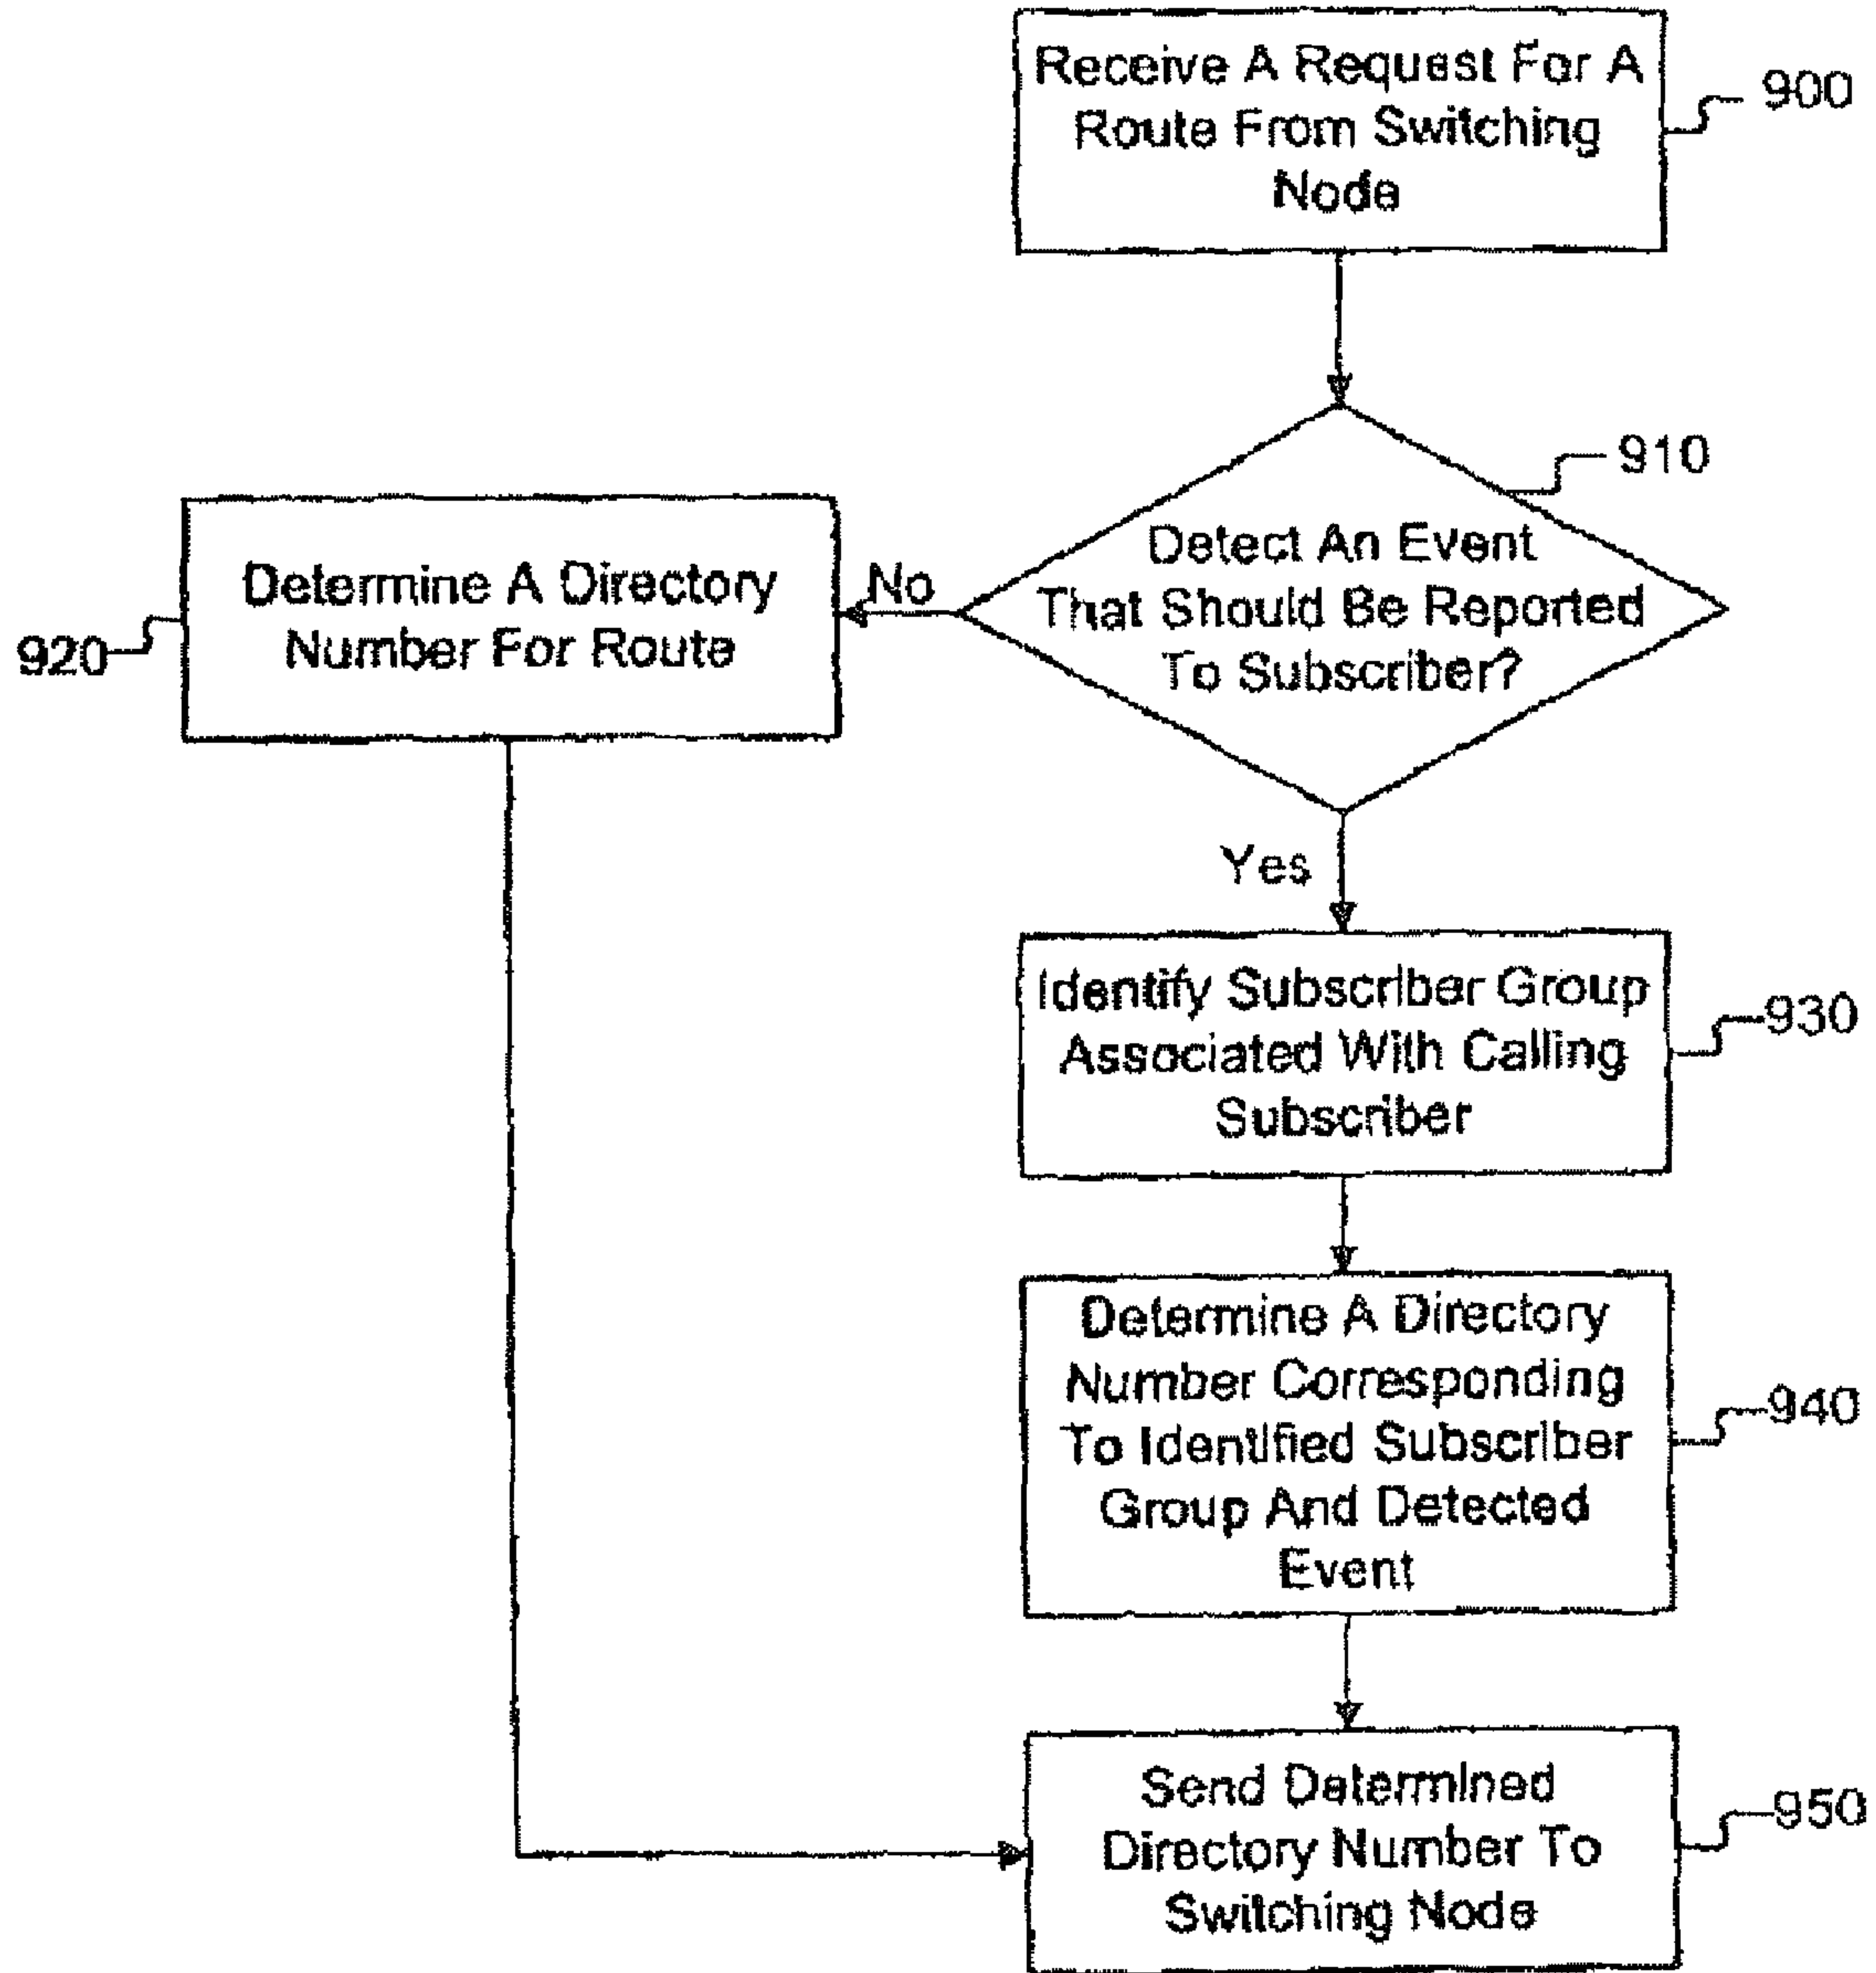 Receive A Request For A
Route From Switching
Node
900
910
Detect An Event
That Should Be Reported
To Subscriber?
No
Determine A Directory
Number For Route
920
Yes
Identify Subscriber Group
Associated With Calling
Subscriber
930
Determine A Directory
Number Corresponding
To Identified Subscriber
Group And Detected
Event
940
Send Determined
Directory Number To
Switching Node
950